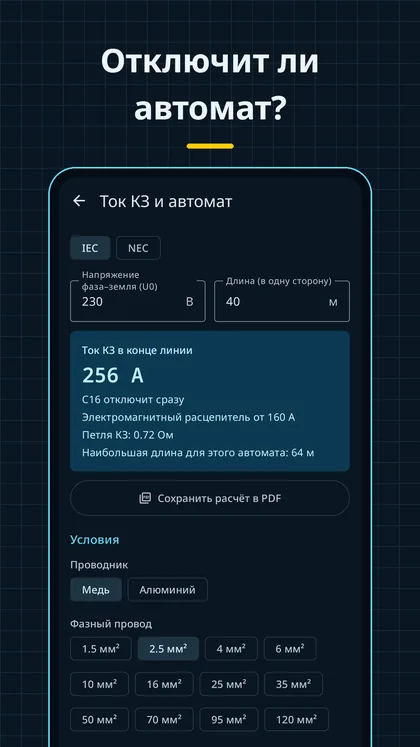 Отключит ли
автомат?
Ток КЗ и автомат
IEC
NEC
Напряжение
фаза–земля (U0)
230
В
Длина (в одну сторону)
40
м
Ток КЗ в конце линии
256 А
C16 отключит сразу
Электромагнитный расцепитель от 160 А
Петля КЗ: 0.72 Ом
Наибольшая длина для этого автомата: 64 м
Сохранить расчёт в PDF
Условия
Проводник
Медь
Алюминий
Фазный провод
1.5 мм²
2.5 мм²
4 мм²
6 мм²
10 мм²
16 мм²
25 мм²
35 мм²
50 мм²
70 мм²
95 мм²
120 мм²